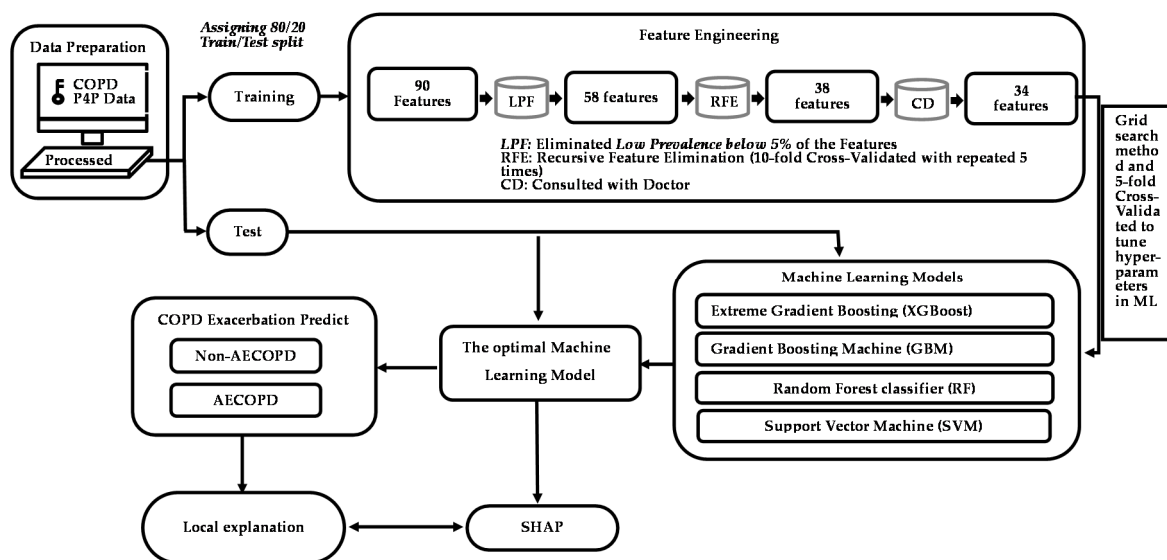 Data Preparation
COPD
P4P Data
Processed
Assigning 80/20
Train/Test split
Training
Test
Feature Engineering
90
Features
LPF
58 features
RFE
38
features
CD
34
features
LPF: Eliminated Low Prevalence below 5% of the Features
RFE: Recursive Feature Elimination (10-fold Cross-Validated with repeated 5
times)
CD: Consulted with Doctor
Grid
search
metho
d and
5-fold
Cross-
Valida
ted to
tune
hyper-
param
eters
in ML
Machine Learning Models
Extreme Gradient Boosting (XGBoost)
Gradient Boosting Machine (GBM)
Random Forest classifier (RF)
Support Vector Machine (SVM)
The optimal Machine
Learning Model
COPD Exacerbation Predict
Non-AECOPD
AECOPD
Local explanation
SHAP